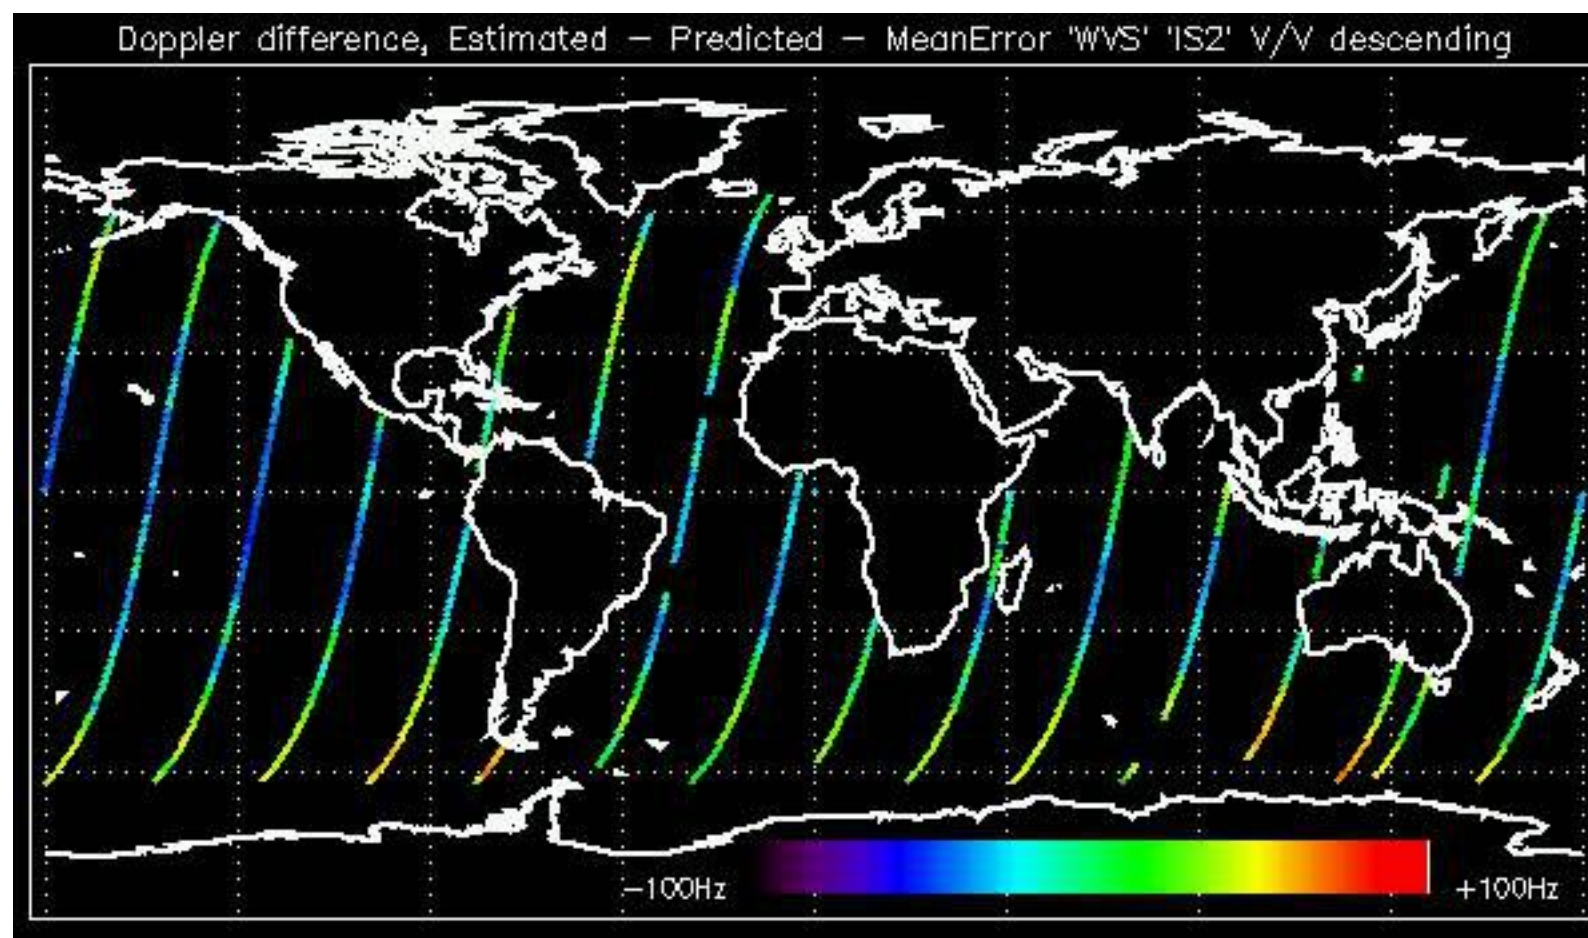 Doppler difference, Estimated – Predicted – MeanError 'WVS' 'IS2' V/V descending
–100Hz +100Hz